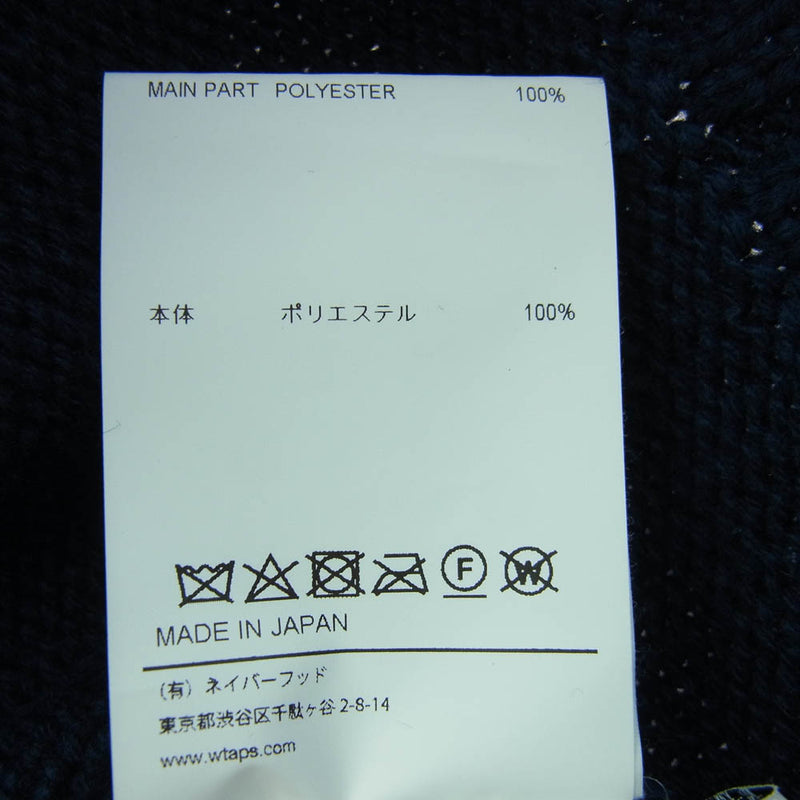 MAIN PART POLYESTER 100%
本体 ポリエステル 100%
F W
MADE IN JAPAN
(有) ネイバーフッド
東京都渋谷区千駄ヶ谷 2-8-14
www.wtaps.com